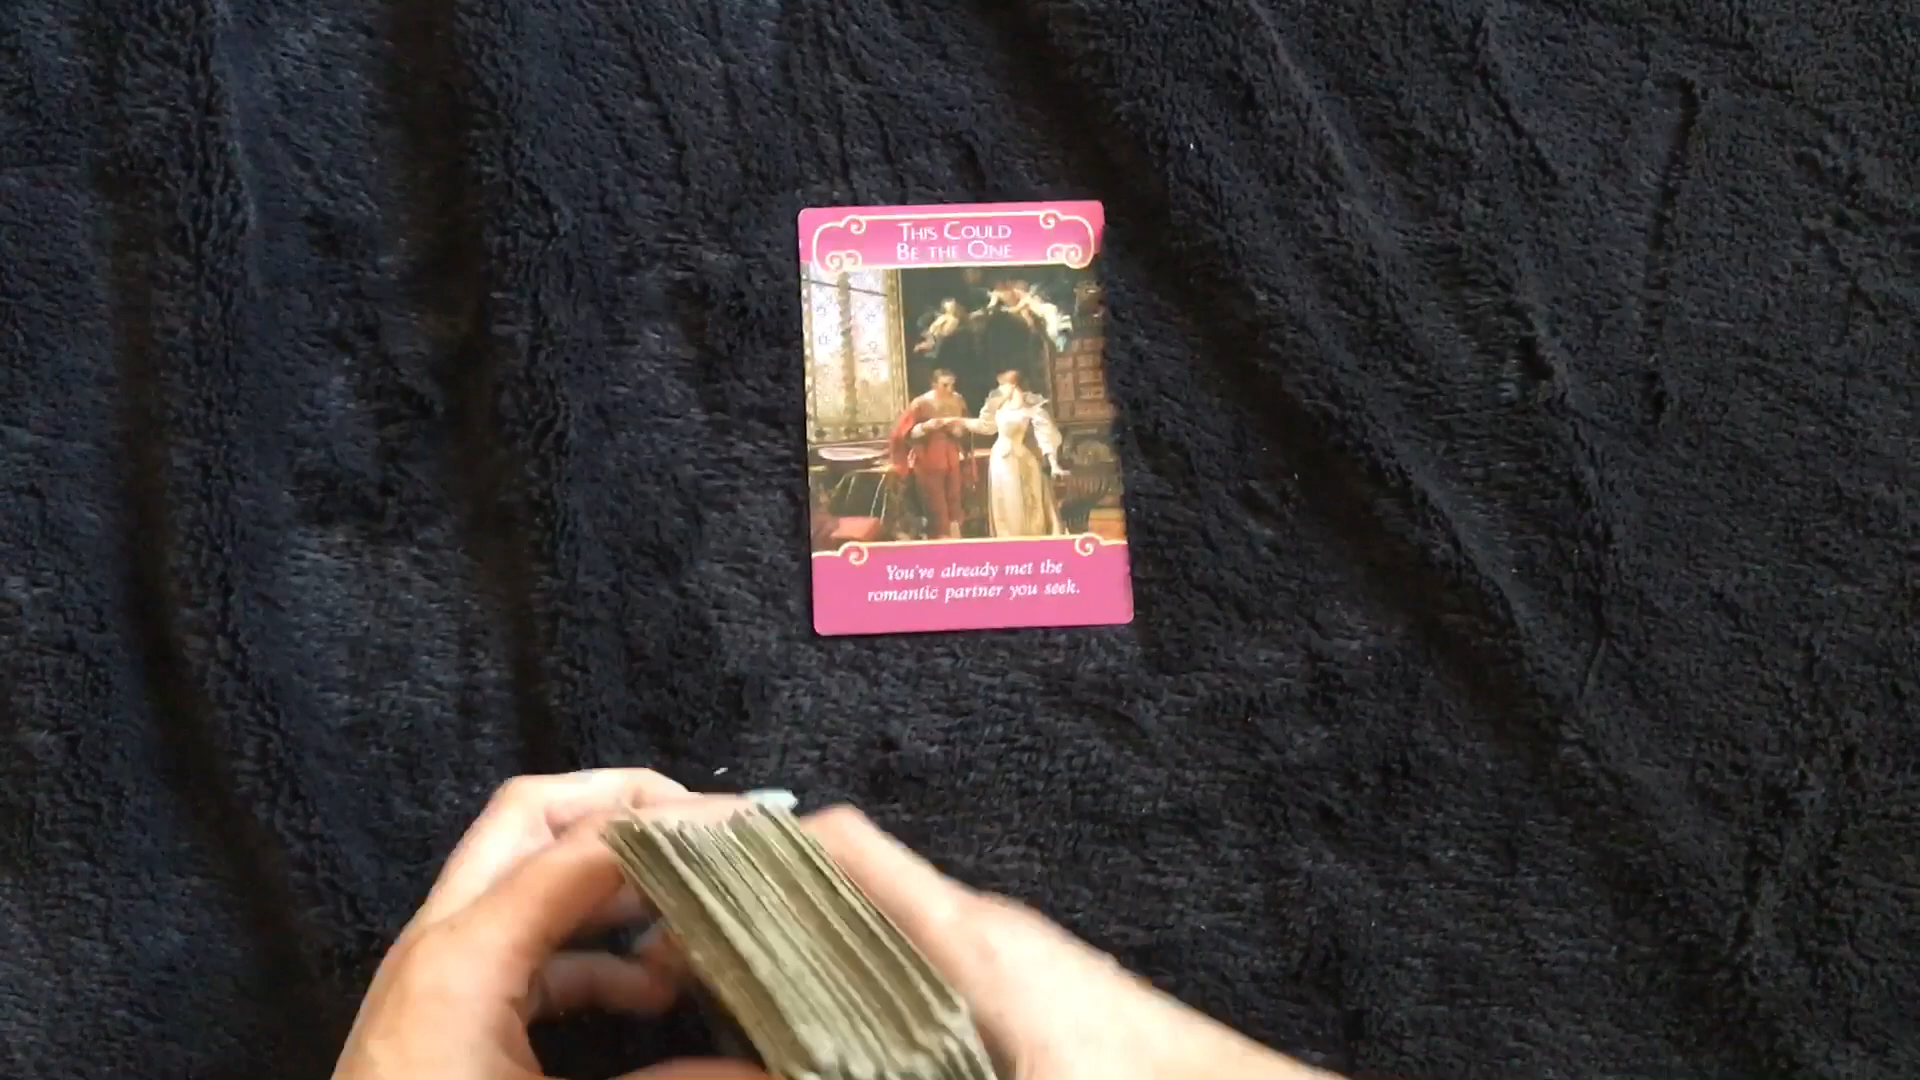 THIS COULD
BE THE ONE
You've already met the
romantic partner you seek.